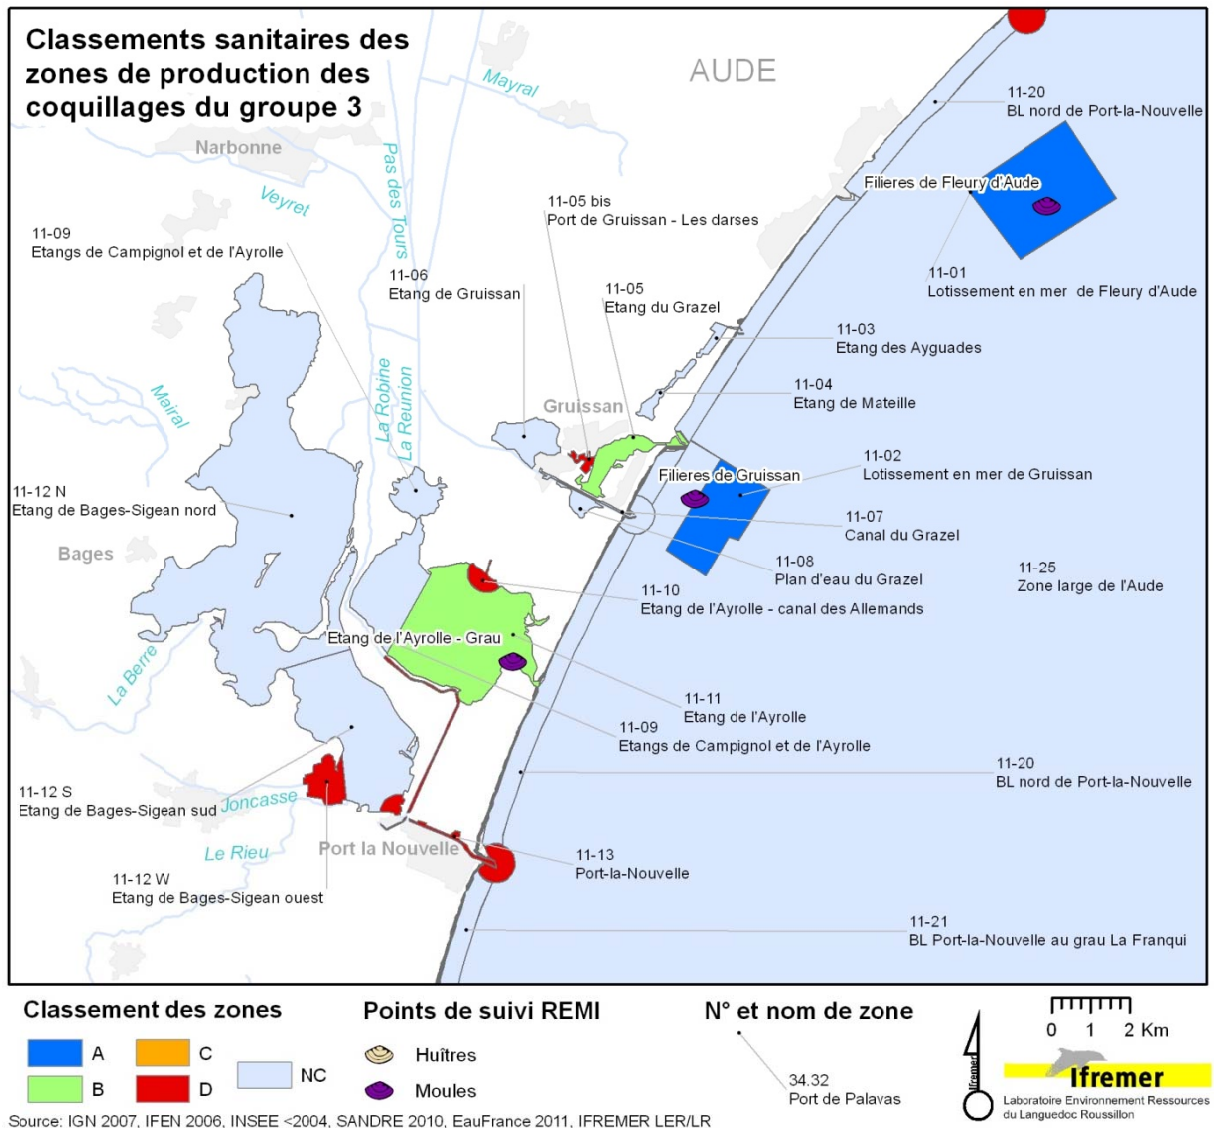 Classements sanitaires des
zones de production des
coquillages du groupe 3
AUDE
Mayral
11-20
BL nord de Port-la-Nouvelle
Narbonne
Pas des Tours
Veyret
Filieres de Fleury d'Aude
11-05 bis
Port de Gruissan - Les darses
11-09
Etangs de Campignol et de l'Ayrolle
11-06
Etang de Gruissan
11-05
Etang du Grazel
11-01
Lotissement en mer de Fleury d'Aude
11-03
Etang des Ayguades
11-04
Etang de Mateille
Mairal
La Robine
La Reunion
Gruissan
11-02
Lotissement en mer de Gruissan
Filieres de Gruissan
11-12 N
Etang de Bages-Sigean nord
11-07
Canal du Grazel
Bages
11-08
Plan d'eau du Grazel
11-25
Zone large de l'Aude
11-10
Etang de l'Ayrolle - canal des Allemands
Etang de l'Ayrolle - Grau
La Berre
11-11
Etang de l'Ayrolle
11-09
Etangs de Campignol et de l'Ayrolle
11-20
BL nord de Port-la-Nouvelle
11-12 S
Etang de Bages-Sigean sud
Joncasse
Le Rieu
Port la Nouvelle
11-13
Port-la-Nouvelle
11-12 W
Etang de Bages-Sigean ouest
11-21
BL Port-la-Nouvelle au grau La Franqui
Classement des zones
A
C
B
D
NC
Points de suivi REMI
Huîtres
Moules
N° et nom de zone
34.32
Port de Palavas
Ifremer
0 1 2 Km
Ifremer
Laboratoire Environnement Ressources
du Languedoc Roussillon
Source: IGN 2007, IFEN 2006, INSEE <2004, SANDRE 2010, EauFrance 2011, IFREMER LER/LR